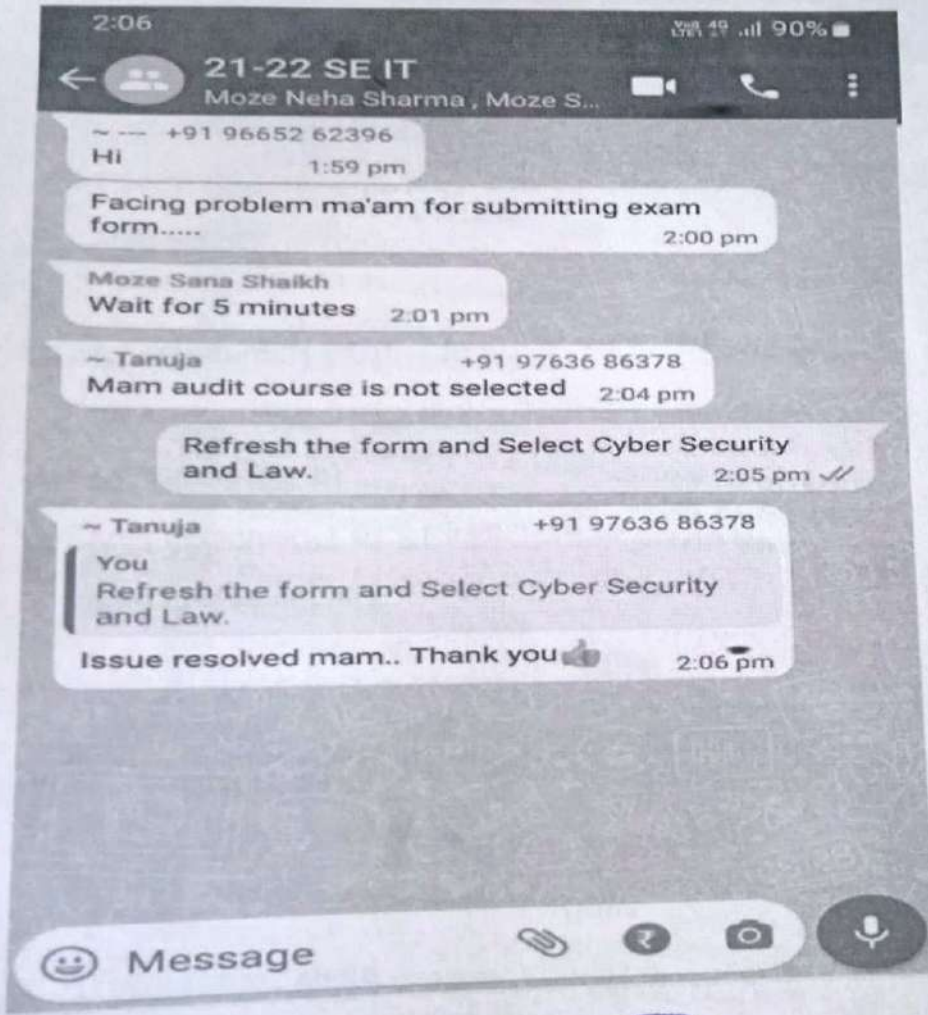 2:06
90%
21-22 SE IT
Moze Neha Sharma, Moze S...
~ --- +91 96652 62396
Hi
1:59 pm
Facing problem ma'am for submitting exam
form.....
2:00 pm
Moze Sana Shaikh
Wait for 5 minutes 2:01 pm
~ Tanuja +91 97636 86378
Mam audit course is not selected 2:04 pm
Refresh the form and Select Cyber Security
and Law. 2:05 pm
~ Tanuja +91 97636 86378
You
Refresh the form and Select Cyber Security
and Law.
Issue resolved mam.. Thank you👍 2:06 pm
Message